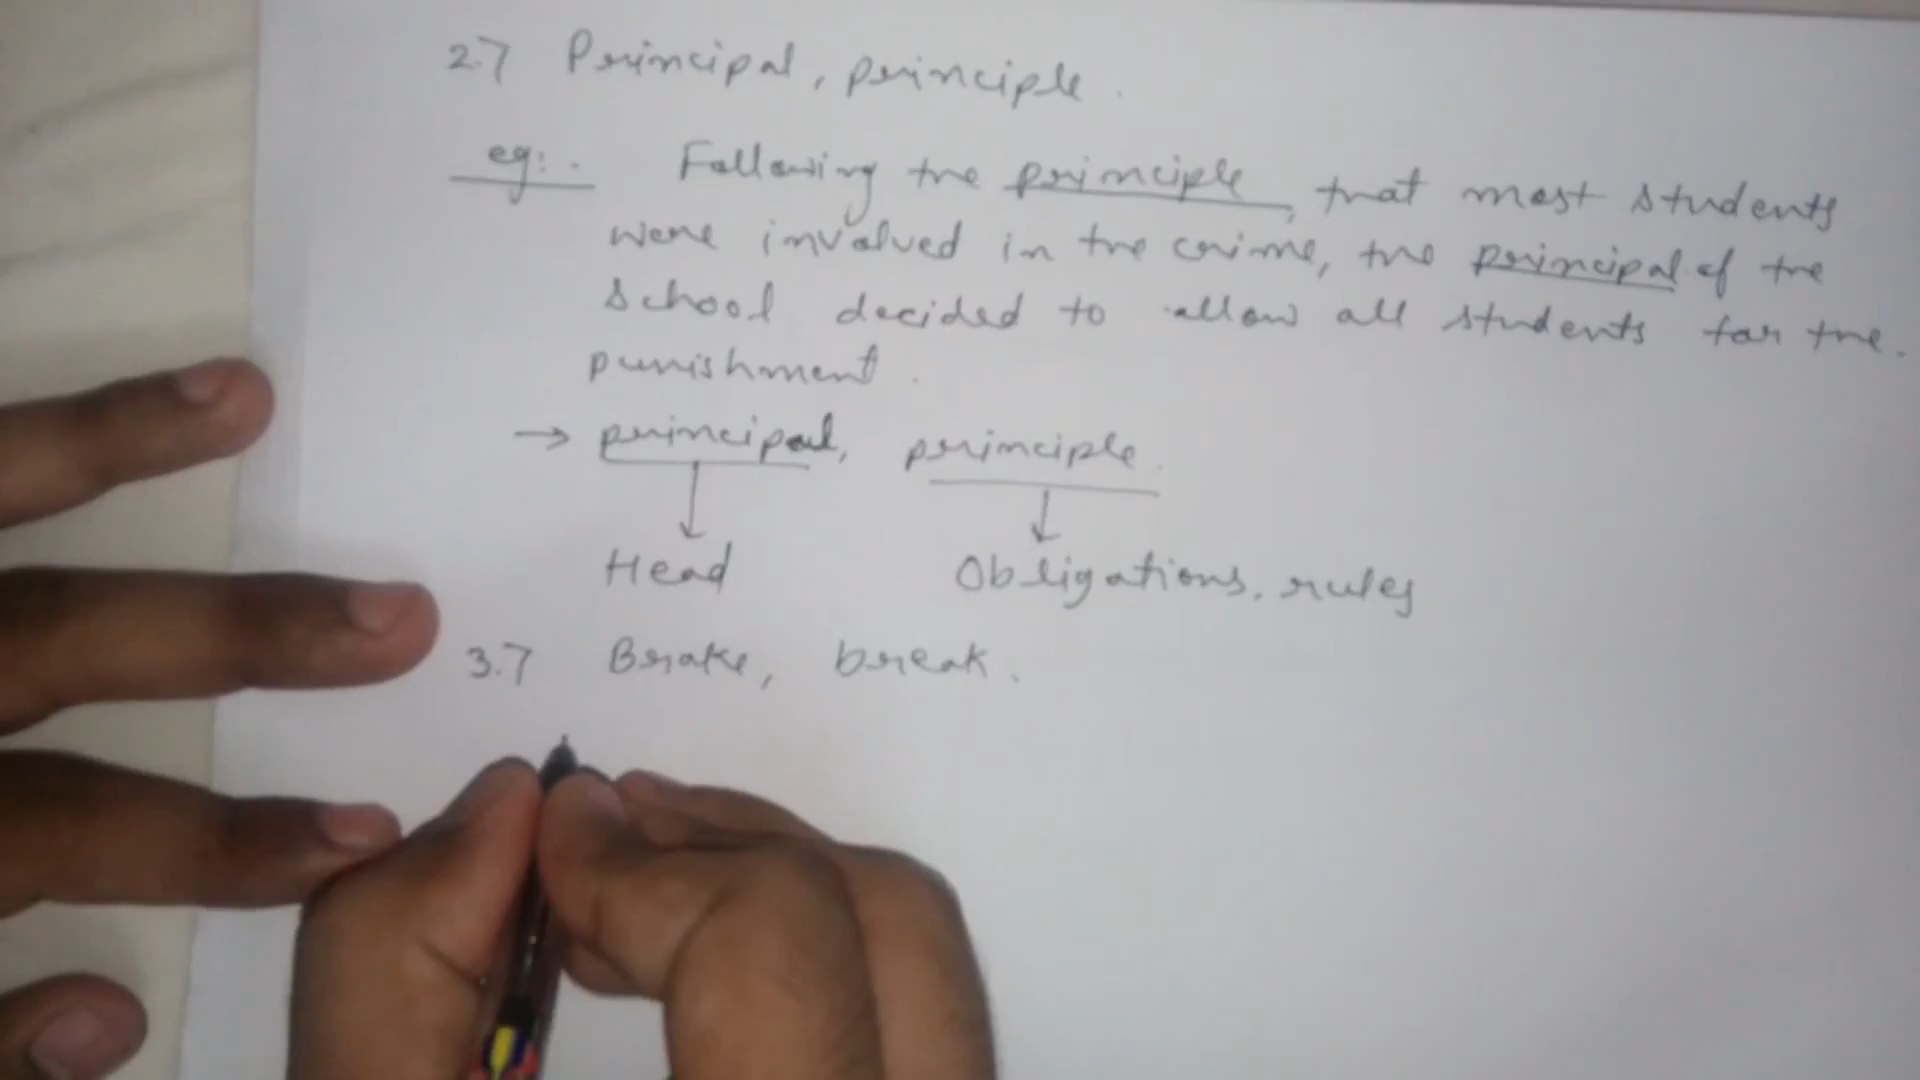 2.7 Principal, principle.
eg:. Following the principle, that most students
were involved in the crime, the principal of the
school decided to allow all students for the.
punishment.
→ principal, principle.
Head Obligations, rules
3.7 Brake, break.